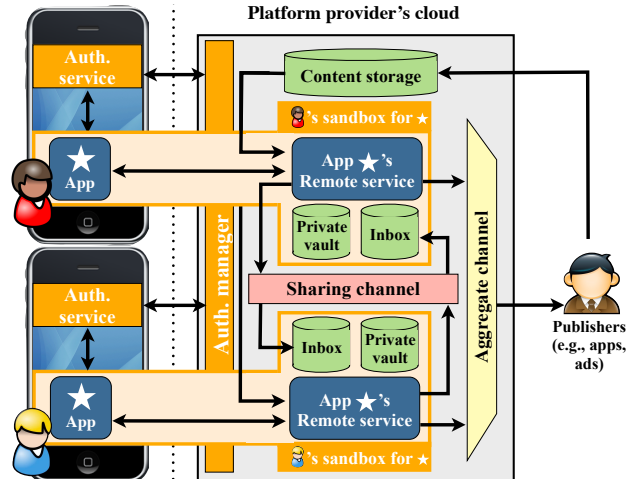 Platform provider's cloud
Auth.
service
Content storage
's sandbox for ★
★
App
App ★'s
Remote service
Private
vault
Inbox
Auth. manager
Sharing channel
Aggregate channel
Publishers
(e.g., apps,
ads)
Auth.
service
Inbox
Private
vault
★
App
App ★'s
Remote service
's sandbox for ★